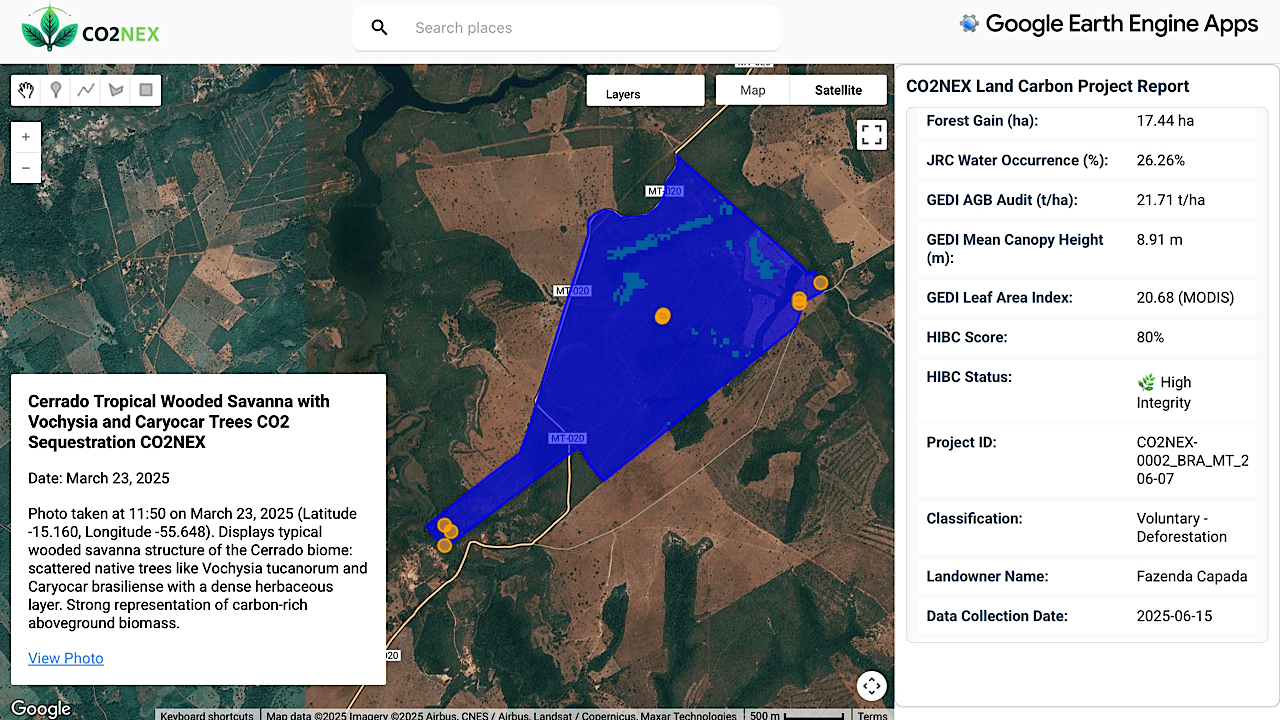 CO2NEX
Search places
Google Earth Engine Apps
Layers
Map
Satellite
+
−
MT-020
MT-020
MT-020
MT-020
020
Cerrado Tropical Wooded Savanna with
Vochysia and Caryocar Trees CO2
Sequestration CO2NEX
Date: March 23, 2025
Photo taken at 11:50 on March 23, 2025 (Latitude
-15.160, Longitude -55.648). Displays typical
wooded savanna structure of the Cerrado biome:
scattered native trees like Vochysia tucanorum and
Caryocar brasiliense with a dense herbaceous
layer. Strong representation of carbon-rich
aboveground biomass.
View Photo
Google
Keyboard shortcuts
Map data ©2025 Imagery ©2025 Airbus, CNES / Airbus, Landsat / Copernicus, Maxar Technologies
500 m
Terms
CO2NEX Land Carbon Project Report
Forest Gain (ha): 17.44 ha
JRC Water Occurrence (%): 26.26%
GEDI AGB Audit (t/ha): 21.71 t/ha
GEDI Mean Canopy Height 8.91 m
(m):
GEDI Leaf Area Index: 20.68 (MODIS)
HIBC Score: 80%
HIBC Status: 🌿 High
Integrity
Project ID: CO2NEX-
0002_BRA_MT_2
06-07
Classification: Voluntary -
Deforestation
Landowner Name: Fazenda Capada
Data Collection Date: 2025-06-15